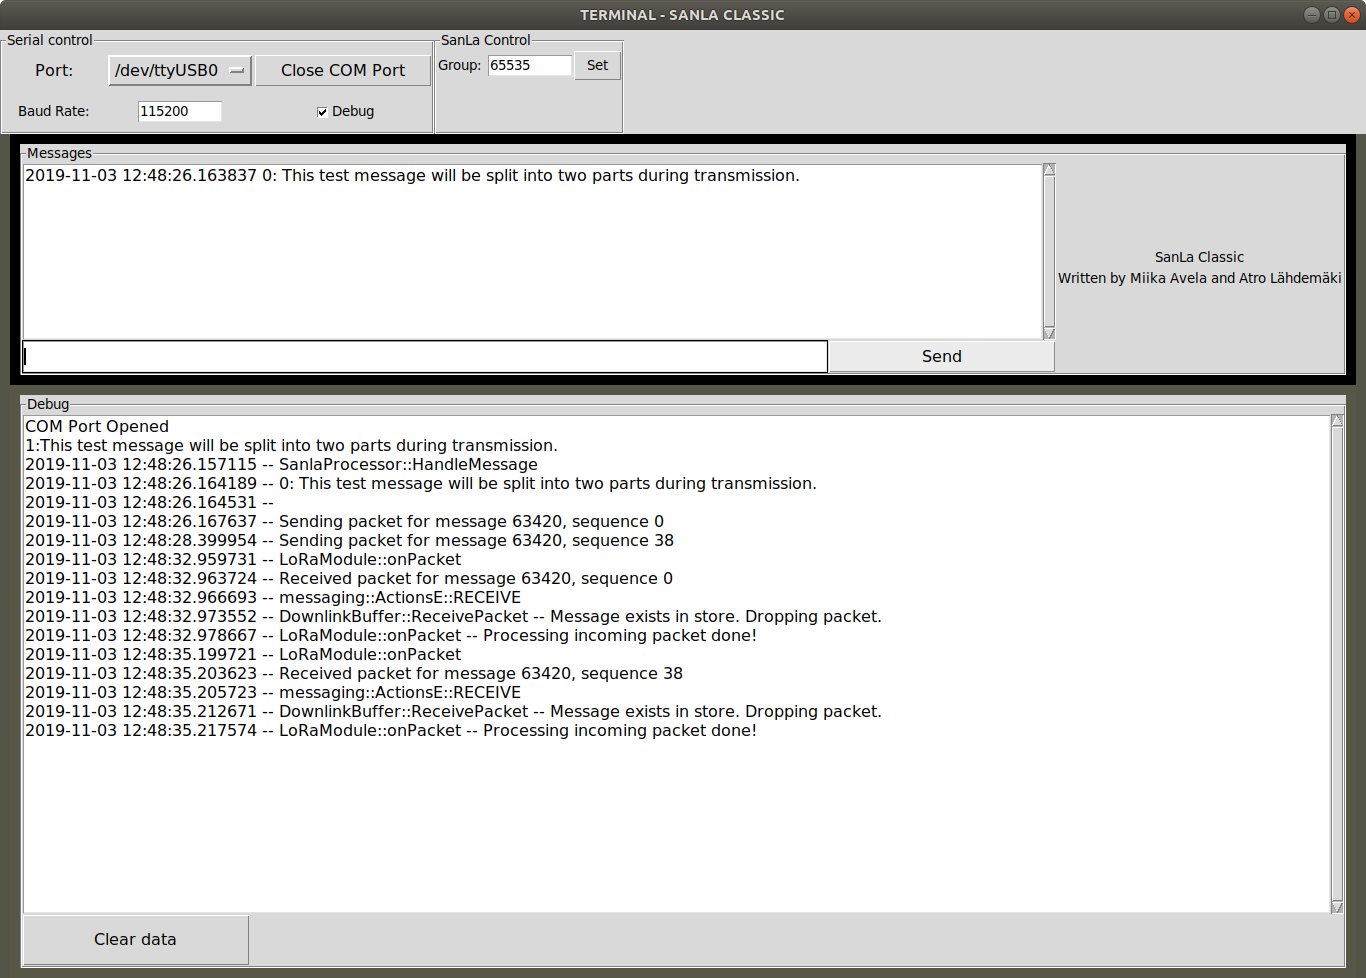 TERMINAL - SANLA CLASSIC
Serial control
Port: /dev/ttyUSB0 Close COM Port
Baud Rate: 115200 Debug
SanLa Control
Group: 65535 Set
Messages
2019-11-03 12:48:26.163837 0: This test message will be split into two parts during transmission.
SanLa Classic
Written by Miika Avela and Atro Lähdemäki
Send
Debug
COM Port Opened
1:This test message will be split into two parts during transmission.
2019-11-03 12:48:26.157115 -- SanlaProcessor::HandleMessage
2019-11-03 12:48:26.164189 -- 0: This test message will be split into two parts during transmission.
2019-11-03 12:48:26.164531 --
2019-11-03 12:48:26.167637 -- Sending packet for message 63420, sequence 0
2019-11-03 12:48:28.399954 -- Sending packet for message 63420, sequence 38
2019-11-03 12:48:32.959731 -- LoRaModule::onPacket
2019-11-03 12:48:32.963724 -- Received packet for message 63420, sequence 0
2019-11-03 12:48:32.966693 -- messaging::ActionsE::RECEIVE
2019-11-03 12:48:32.973552 -- DownlinkBuffer::ReceivePacket -- Message exists in store. Dropping packet.
2019-11-03 12:48:32.978667 -- LoRaModule::onPacket -- Processing incoming packet done!
2019-11-03 12:48:35.199721 -- LoRaModule::onPacket
2019-11-03 12:48:35.203623 -- Received packet for message 63420, sequence 38
2019-11-03 12:48:35.205723 -- messaging::ActionsE::RECEIVE
2019-11-03 12:48:35.212671 -- DownlinkBuffer::ReceivePacket -- Message exists in store. Dropping packet.
2019-11-03 12:48:35.217574 -- LoRaModule::onPacket -- Processing incoming packet done!
Clear data